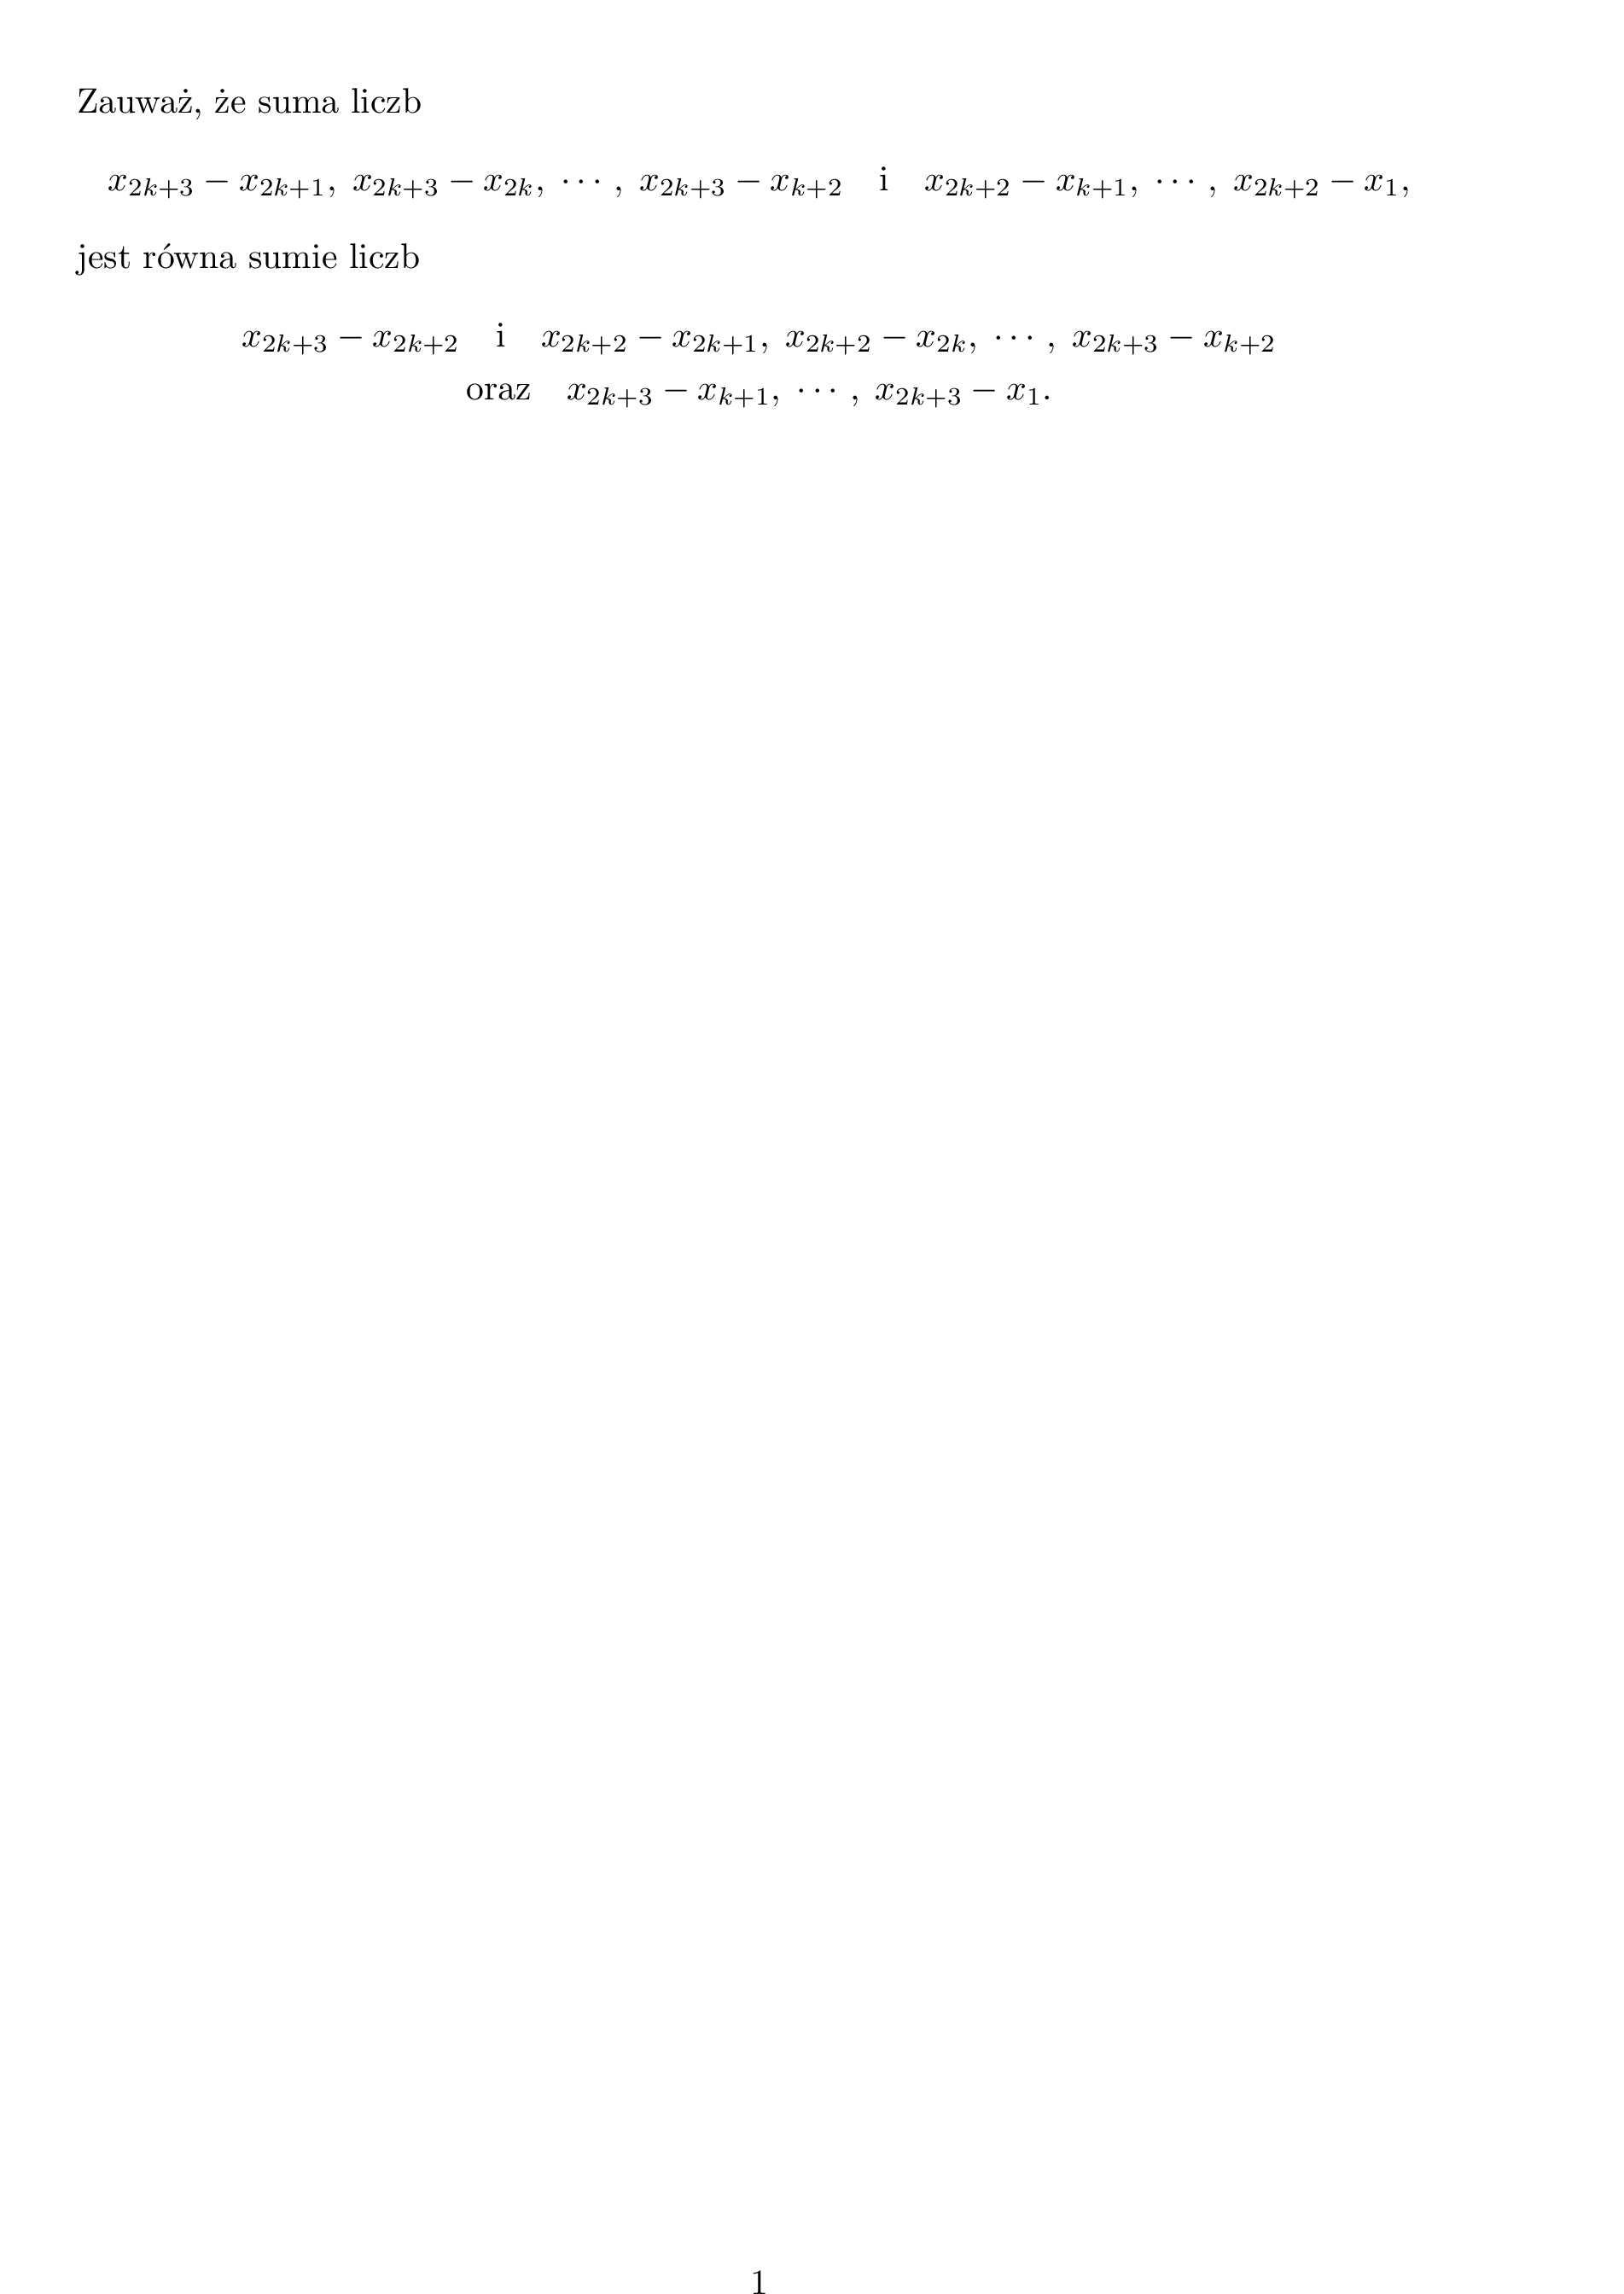 Zauważ, że suma liczb
$x_{2k+3} - x_{2k+1},\ x_{2k+3} - x_{2k},\ \cdots,\ x_{2k+3} - x_{k+2}$ i $x_{2k+2} - x_{k+1},\ \cdots,\ x_{2k+2} - x_1,$
jest równa sumie liczb
$x_{2k+3} - x_{2k+2}$ i $x_{2k+2} - x_{2k+1},\ x_{2k+2} - x_{2k},\ \cdots,\ x_{2k+3} - x_{k+2}$
oraz $x_{2k+3} - x_{k+1},\ \cdots,\ x_{2k+3} - x_1.$
1